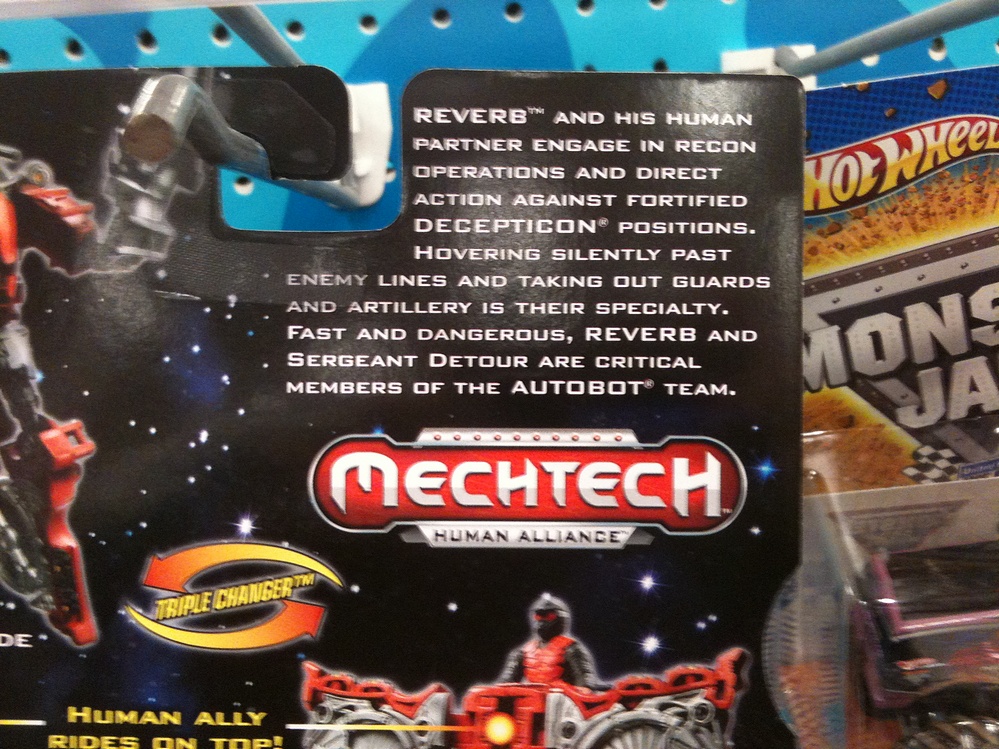 REVERB™ AND HIS HUMAN
PARTNER ENGAGE IN RECON
OPERATIONS AND DIRECT
ACTION AGAINST FORTIFIED
DECEPTICON® POSITIONS.
HOVERING SILENTLY PAST
ENEMY LINES AND TAKING OUT GUARDS
AND ARTILLERY IS THEIR SPECIALTY.
FAST AND DANGEROUS, REVERB AND
SERGEANT DETOUR ARE CRITICAL
MEMBERS OF THE AUTOBOT® TEAM.
MECHTECH™
HUMAN ALLIANCE™
TRIPLE CHANGER™
DE
HUMAN ALLY
RIDES ON TOP!
HOT WHEEL
MONS
JA